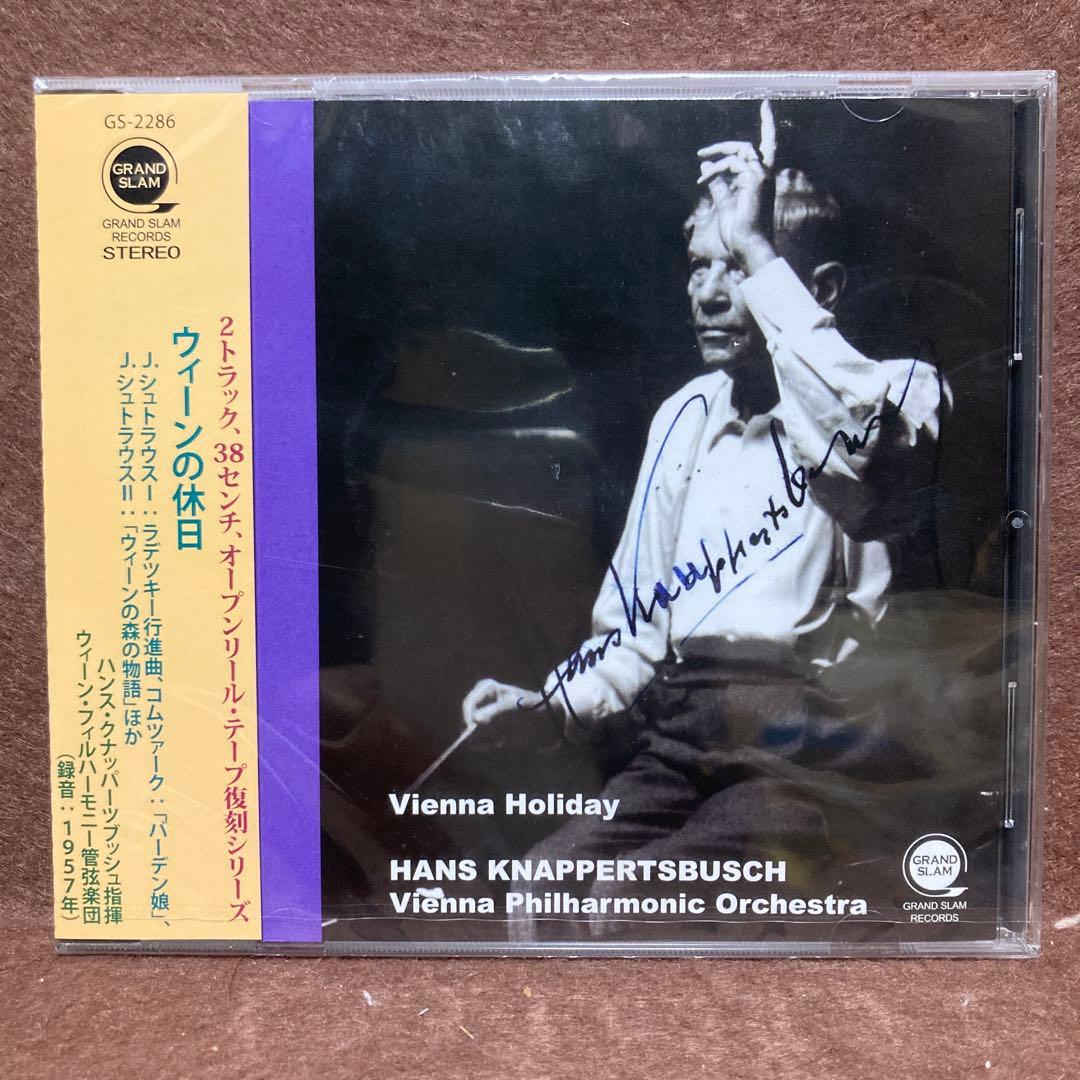 GS-2286
GRAND
SLAM
GRAND SLAM
RECORDS
STEREO
2トラック、38センチ、オープンリール・テープ復刻シリーズ
ウィーンの休日
J. シュトラウスI：ラデツキー行進曲、コムツァーク：「バーデン娘」、
J. シュトラウスII：「ウィーンの森の物語」ほか
ハンス・クナッパーツブッシュ指揮
ウィーン・フィルハーモニー管弦楽団
（録音：1957年）
Hans Knappertsbusch
Vienna Holiday
HANS KNAPPERTSBUSCH
Vienna Philharmonic Orchestra
GRAND
SLAM
GRAND SLAM
RECORDS